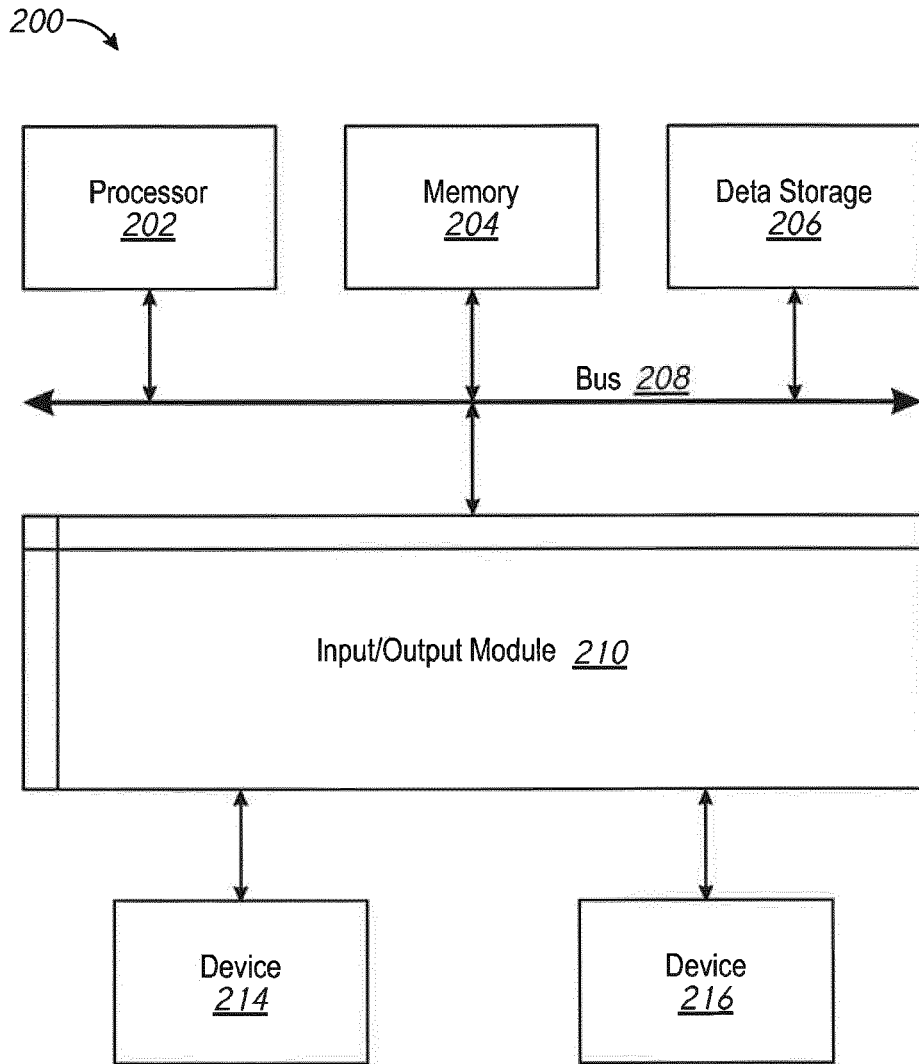 200
Processor
202
Memory
204
Deta Storage
206
Bus 208
Input/Output Module 210
Device
214
Device
216